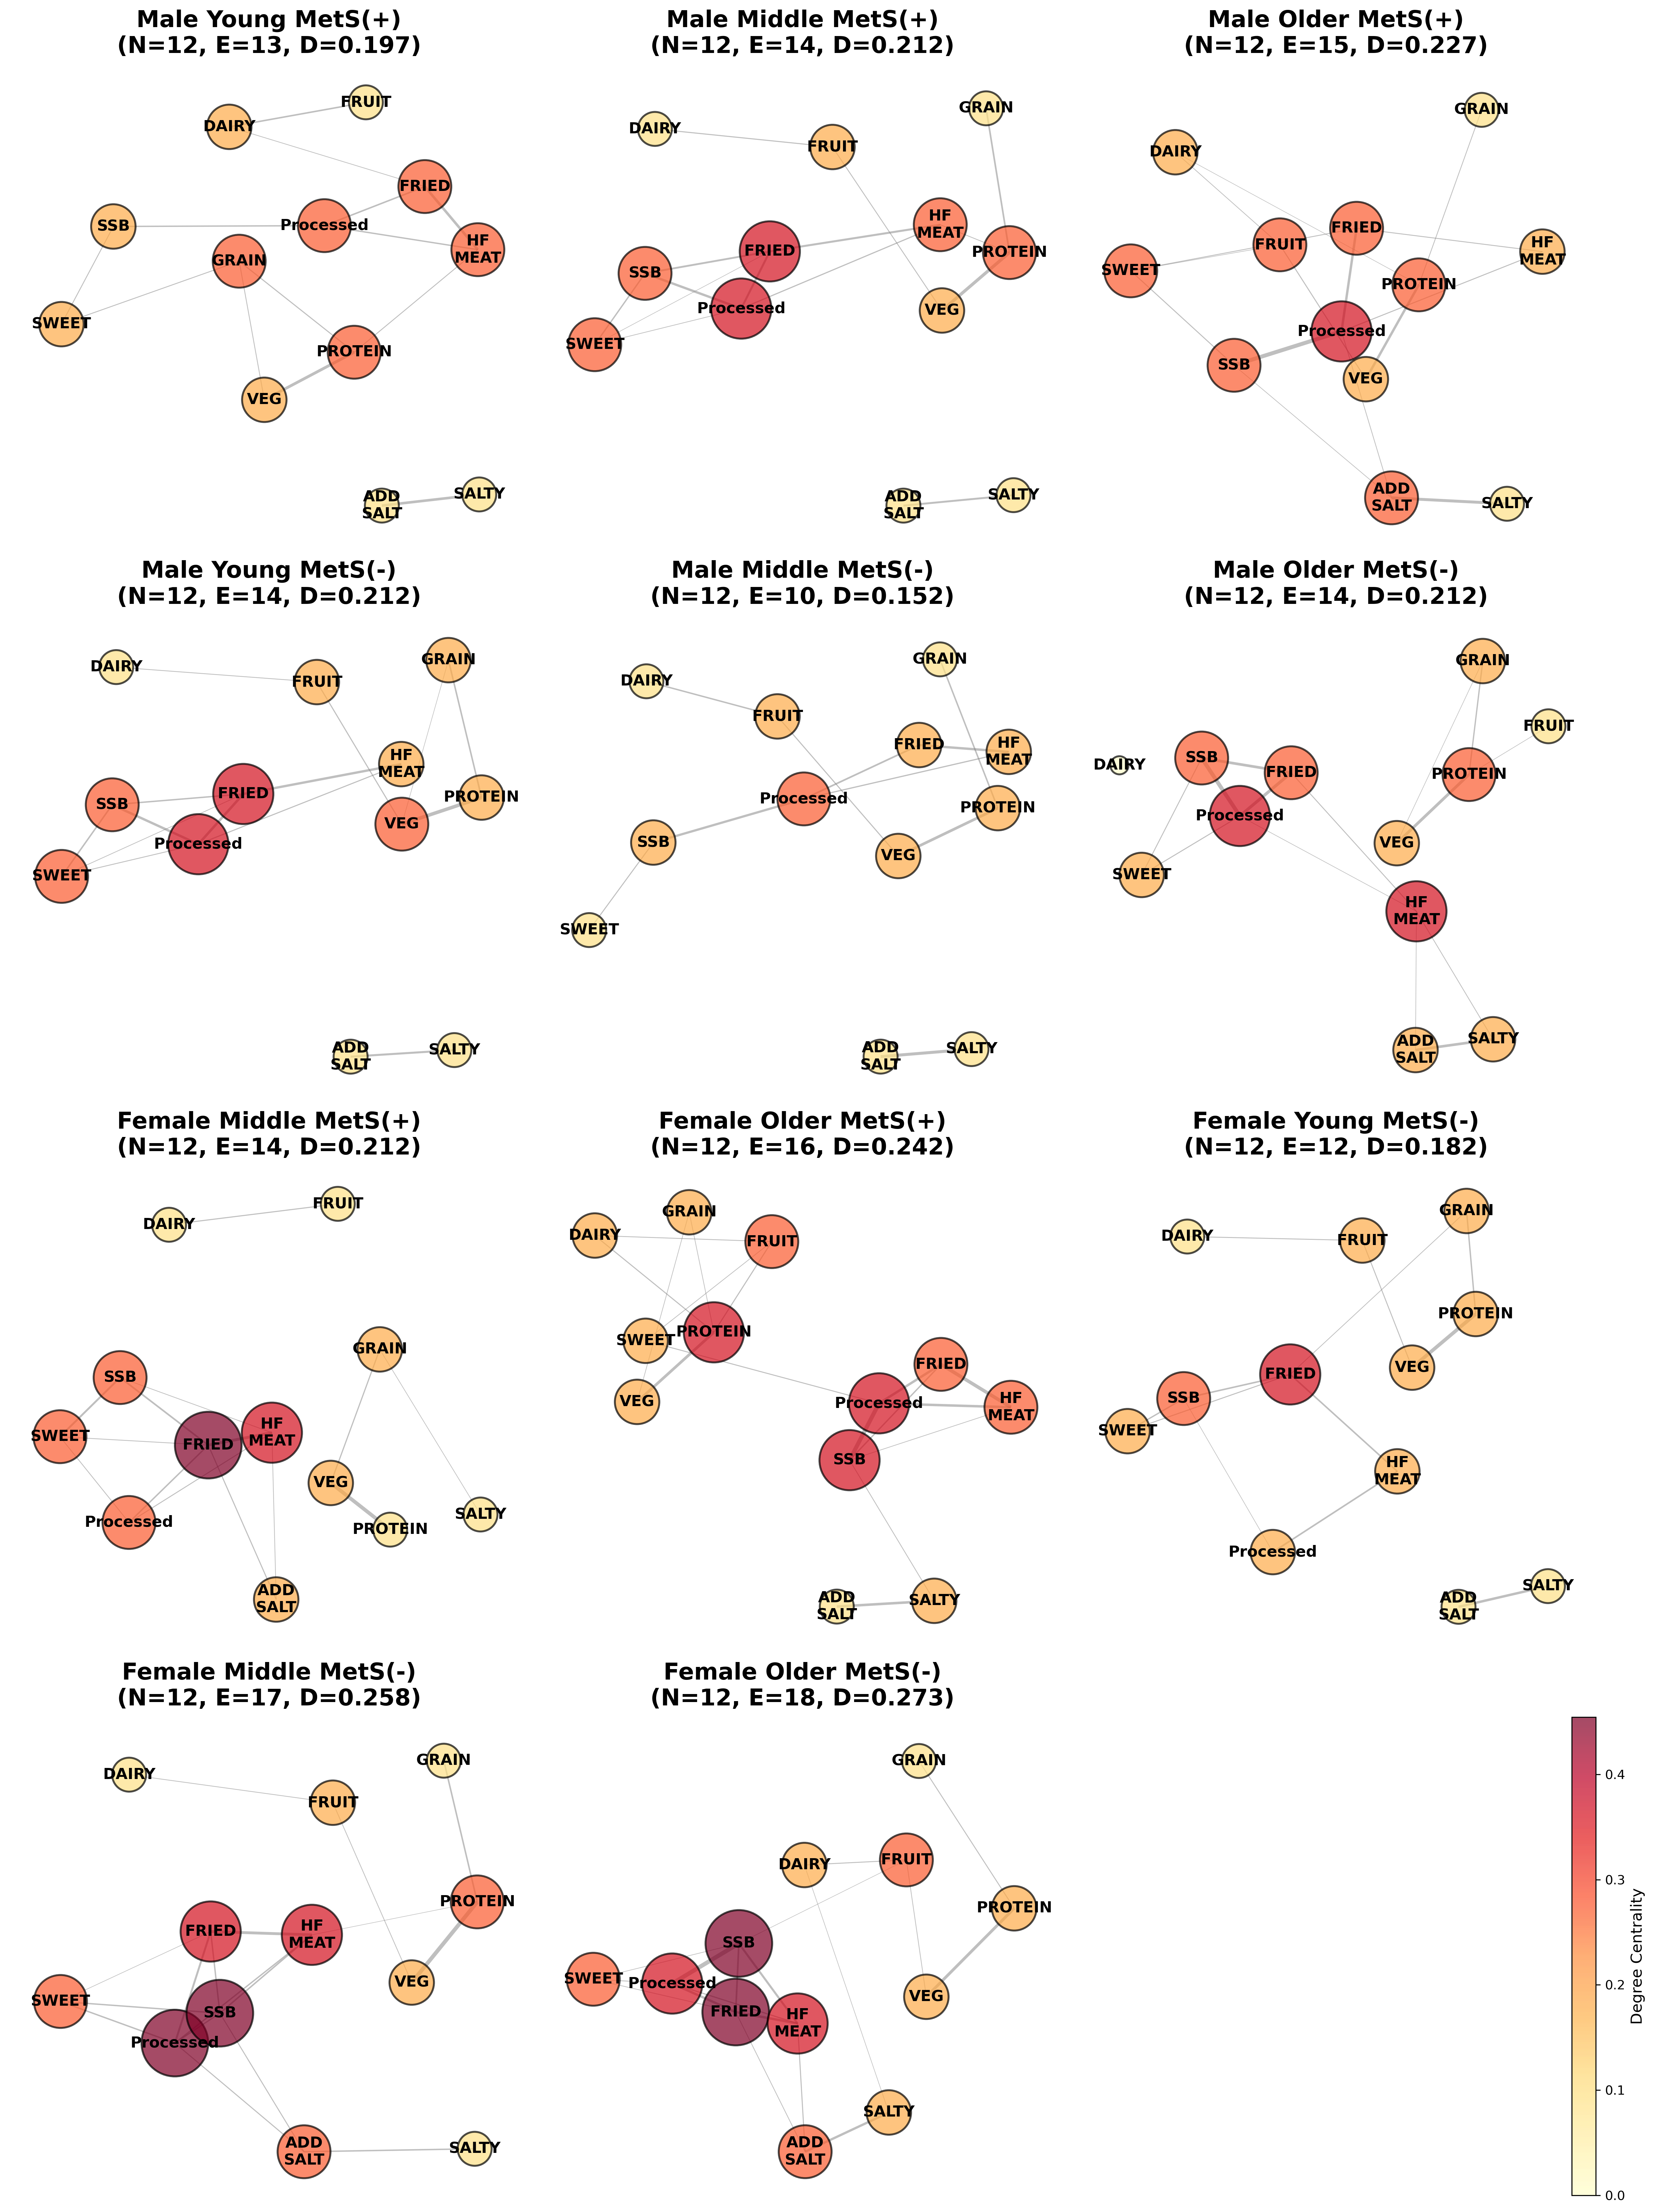 Male Young MetS(+)
(N=12, E=13, D=0.197)
FRUIT
DAIRY
FRIED
SSB
Processed
HF
MEAT
GRAIN
SWEET
PROTEIN
VEG
ADD
SALT
SALTY
Male Middle MetS(+)
(N=12, E=14, D=0.212)
GRAIN
DAIRY
FRUIT
HF
MEAT
FRIED
PROTEIN
SSB
Processed
VEG
SWEET
ADD
SALT
SALTY
Male Older MetS(+)
(N=12, E=15, D=0.227)
GRAIN
DAIRY
FRIED
FRUIT
HF
MEAT
SWEET
PROTEIN
Processed
SSB
VEG
ADD
SALT
SALTY
Male Young MetS(-)
(N=12, E=14, D=0.212)
GRAIN
DAIRY
FRUIT
HF
MEAT
FRIED
PROTEIN
SSB
VEG
Processed
SWEET
ADD
SALT
SALTY
Male Middle MetS(-)
(N=12, E=10, D=0.152)
GRAIN
DAIRY
FRUIT
FRIED
HF
MEAT
Processed
PROTEIN
SSB
VEG
SWEET
ADD
SALT
SALTY
Male Older MetS(-)
(N=12, E=14, D=0.212)
GRAIN
FRUIT
SSB
DAIRY
FRIED
PROTEIN
Processed
VEG
SWEET
HF
MEAT
ADD
SALT
SALTY
Female Middle MetS(+)
(N=12, E=14, D=0.212)
FRUIT
DAIRY
GRAIN
SSB
SWEET
HF
MEAT
FRIED
VEG
SALTY
Processed
PROTEIN
ADD
SALT
Female Older MetS(+)
(N=12, E=16, D=0.242)
GRAIN
DAIRY
FRUIT
SWEET
PROTEIN
FRIED
VEG
Processed
HF
MEAT
SSB
ADD
SALT
SALTY
Female Young MetS(-)
(N=12, E=12, D=0.182)
GRAIN
DAIRY
FRUIT
PROTEIN
VEG
FRIED
SSB
SWEET
HF
MEAT
Processed
ADD
SALT
SALTY
Female Middle MetS(-)
(N=12, E=17, D=0.258)
GRAIN
DAIRY
FRUIT
PROTEIN
FRIED
HF
MEAT
VEG
SWEET
SSB
Processed
ADD
SALT
SALTY
Female Older MetS(-)
(N=12, E=18, D=0.273)
GRAIN
DAIRY
FRUIT
PROTEIN
SSB
SWEET
Processed
VEG
FRIED
HF
MEAT
SALTY
ADD
SALT
0.4
0.3
0.2
0.1
0.0
Degree Centrality